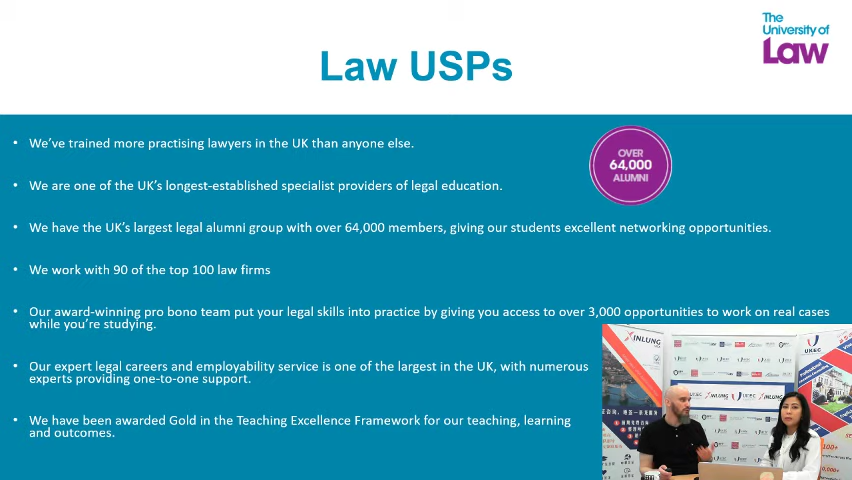 The
University of
Law
Law USPs
• We've trained more practising lawyers in the UK than anyone else.
OVER
64,000
ALUMNI
• We are one of the UK's longest-established specialist providers of legal education.
• We have the UK's largest legal alumni group with over 64,000 members, giving our students excellent networking opportunities.
• We work with 90 of the top 100 law firms
• Our award-winning pro bono team put your legal skills into practice by giving you access to over 3,000 opportunities to work on real cases
while you're studying.
• Our expert legal careers and employability service is one of the largest in the UK, with numerous
experts providing one-to-one support.
• We have been awarded Gold in the Teaching Excellence Framework for our teaching, learning
and outcomes.
XINLUNG
UKEC
UKEC XINLUNG UKEC XINLUNG